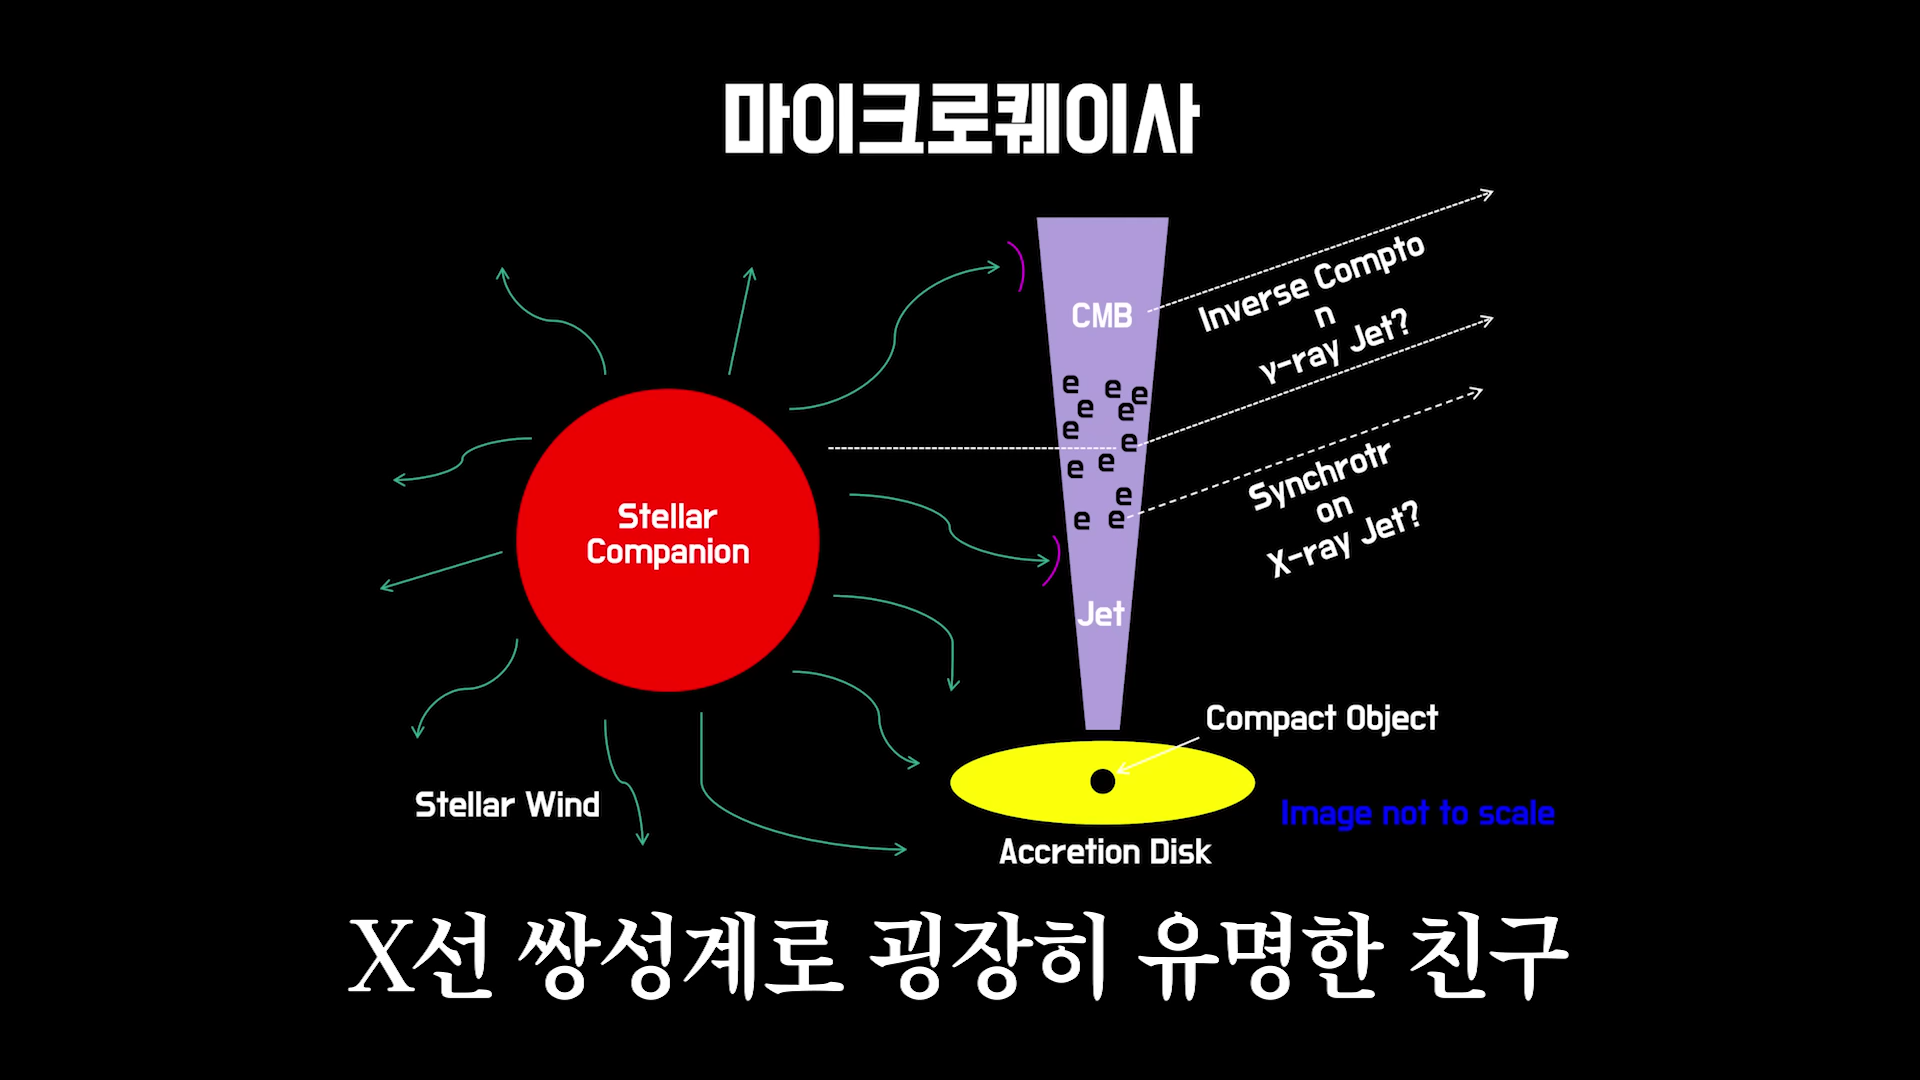 마이크로퀘이사
CMB
Inverse Compto
n
γ-ray Jet?
e e e
e e
e
e
e e
e
e e
Synchrotr
on
X-ray Jet?
Stellar
Companion
Jet
Compact Object
Stellar Wind
Image not to scale
Accretion Disk
X선 쌍성계로 굉장히 유명한 친구